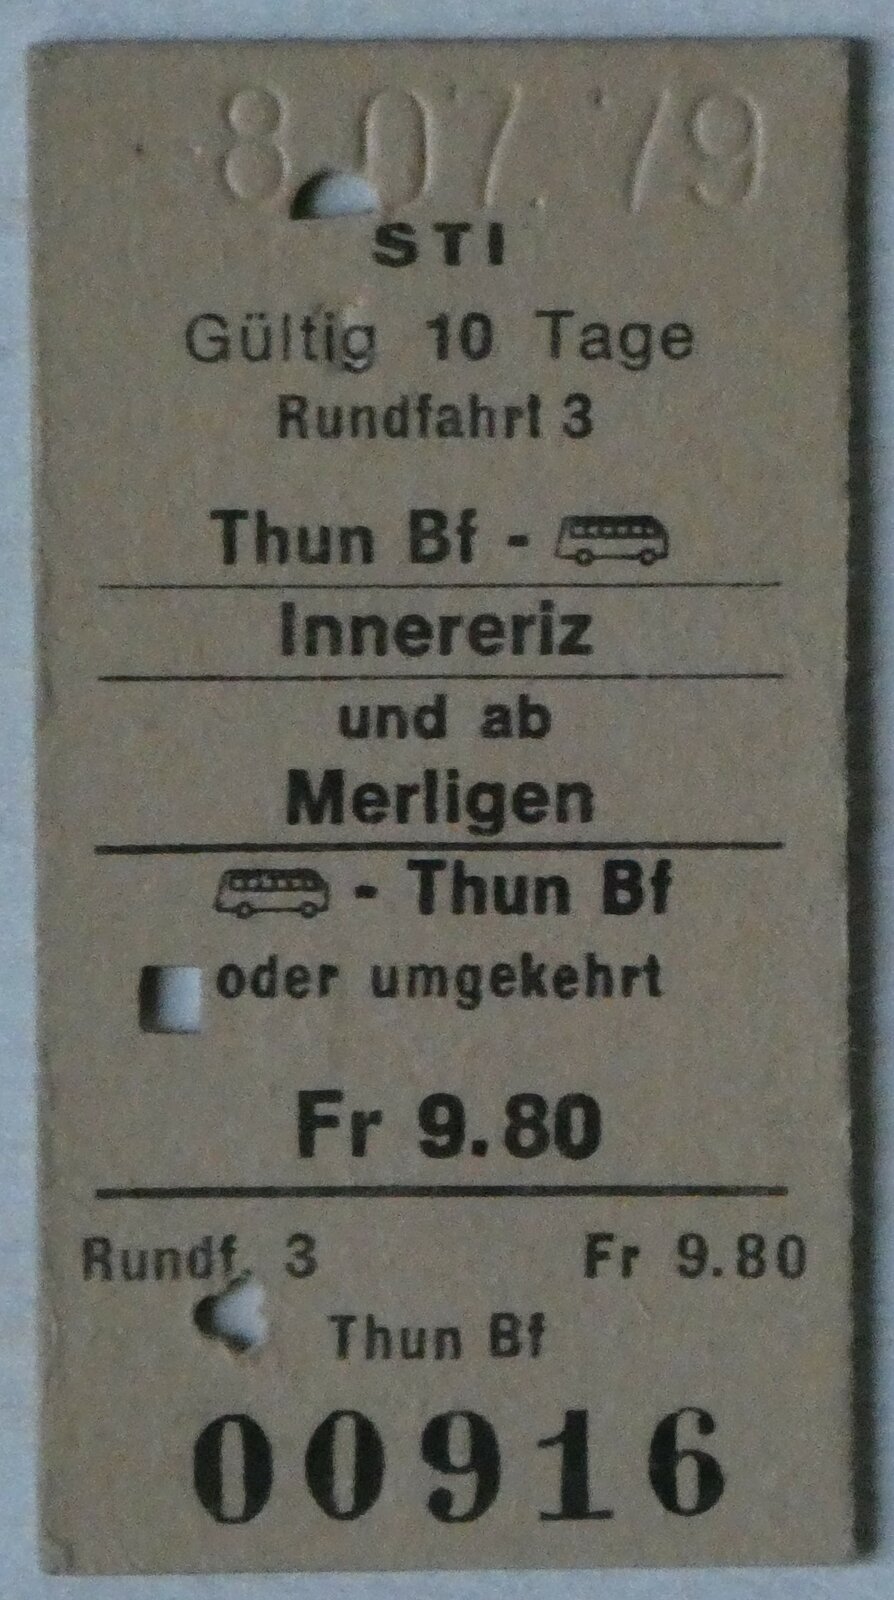 8.07.79
STI
Gültig 10 Tage
Rundfahrt 3
Thun Bf -
Innereriz
und ab
Merligen
- Thun Bf
oder umgekehrt
Fr 9.80
Rundf. 3 Fr 9.80
Thun Bf
00916